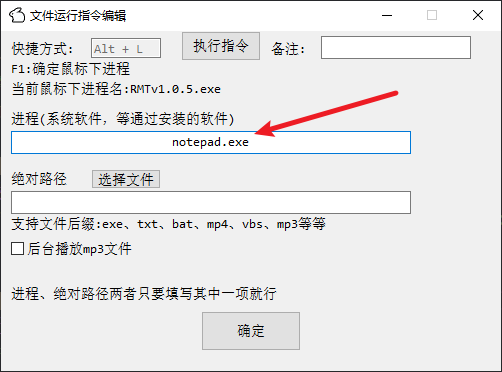 文件运行指令编辑
快捷方式: Alt + L 执行指令 备注:
F1:确定鼠标下进程
当前鼠标下进程名:RMTv1.0.5.exe
进程(系统软件，等通过安装的软件)
notepad.exe
绝对路径 选择文件
支持文件后缀:exe、txt、bat、mp4、vbs、mp3等等
后台播放mp3文件
进程、绝对路径两者只要填写其中一项就行
确定